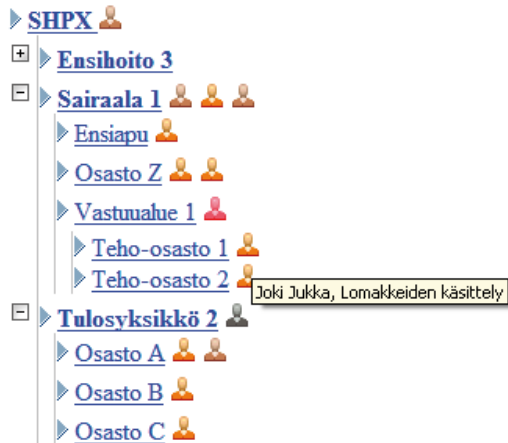 SHPX
Ensihoito 3
Sairaala 1
Ensiapu
Osasto Z
Vastuualue 1
Teho-osasto 1
Teho-osasto 2
Joki Jukka, Lomakkeiden käsittely
Tulosyksikkö 2
Osasto A
Osasto B
Osasto C